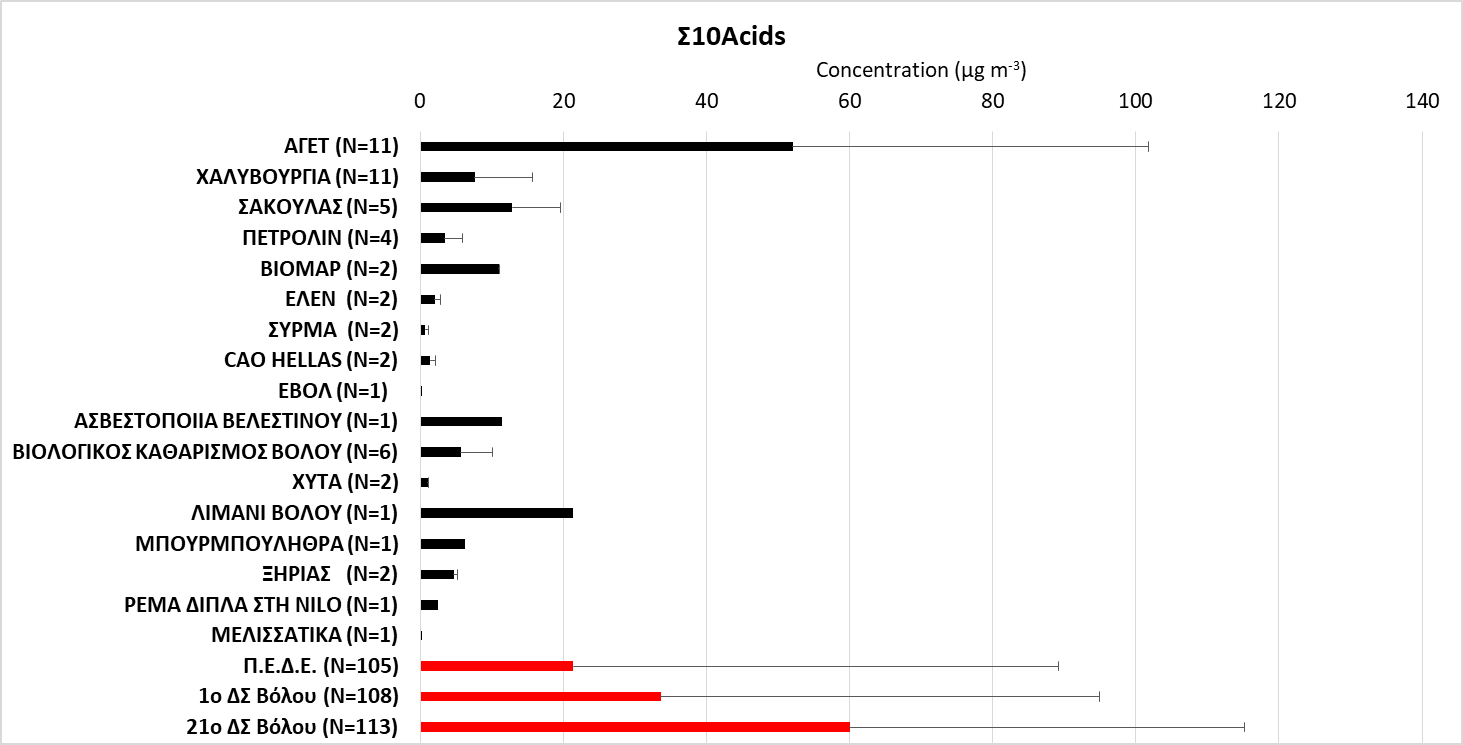 Σ10Acids
Concentration (μg m-3)
0 20 40 60 80 100 120 140
ΑΓΕΤ (N=11)
ΧΑΛΥΒΟΥΡΓΙΑ (N=11)
ΣΑΚΟΥΛΑΣ (N=5)
ΠΕΤΡΟΛΙΝ (N=4)
ΒΙΟΜΑΡ (N=2)
ΕΛΕΝ (N=2)
ΣΥΡΜΑ (N=2)
CAO HELLAS (N=2)
ΕΒΟΛ (N=1)
ΑΣΒΕΣΤΟΠΟΙΙΑ ΒΕΛΕΣΤΙΝΟΥ (N=1)
ΒΙΟΛΟΓΙΚΟΣ ΚΑΘΑΡΙΣΜΟΣ ΒΟΛΟΥ (N=6)
ΧΥΤΑ (N=2)
ΛΙΜΑΝΙ ΒΟΛΟΥ (N=1)
ΜΠΟΥΡΜΠΟΥΛΗΘΡΑ (N=1)
ΞΗΡΙΑΣ (N=2)
ΡΕΜΑ ΔΙΠΛΑ ΣΤΗ NILO (N=1)
ΜΕΛΙΣΣΑΤΙΚΑ (N=1)
Π.Ε.Δ.Ε. (N=105)
1ο ΔΣ Βόλου (N=108)
21ο ΔΣ Βόλου (N=113)